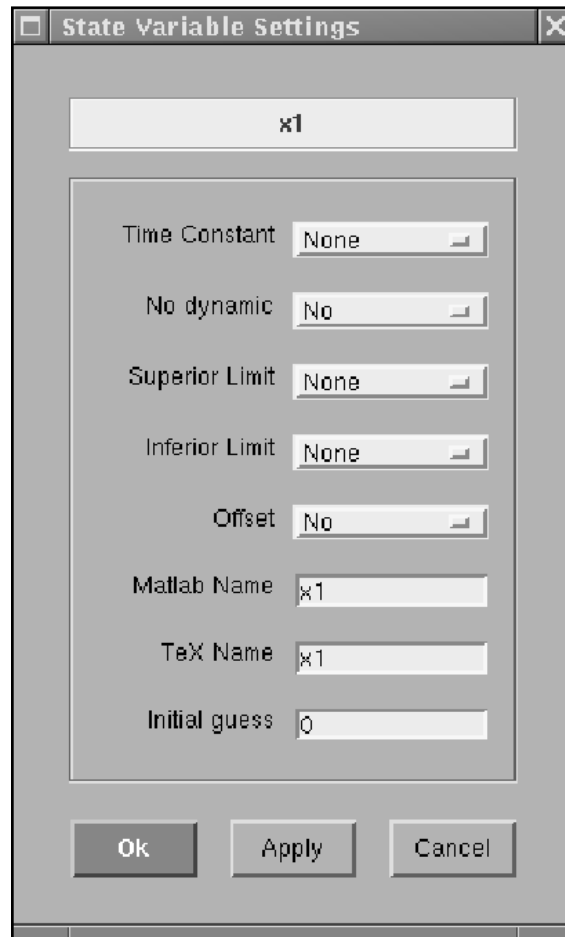 State Variable Settings
x1
Time Constant None
No dynamic No
Superior Limit None
Inferior Limit None
Offset No
Matlab Name x1
TeX Name x1
Initial guess 0
Ok Apply Cancel